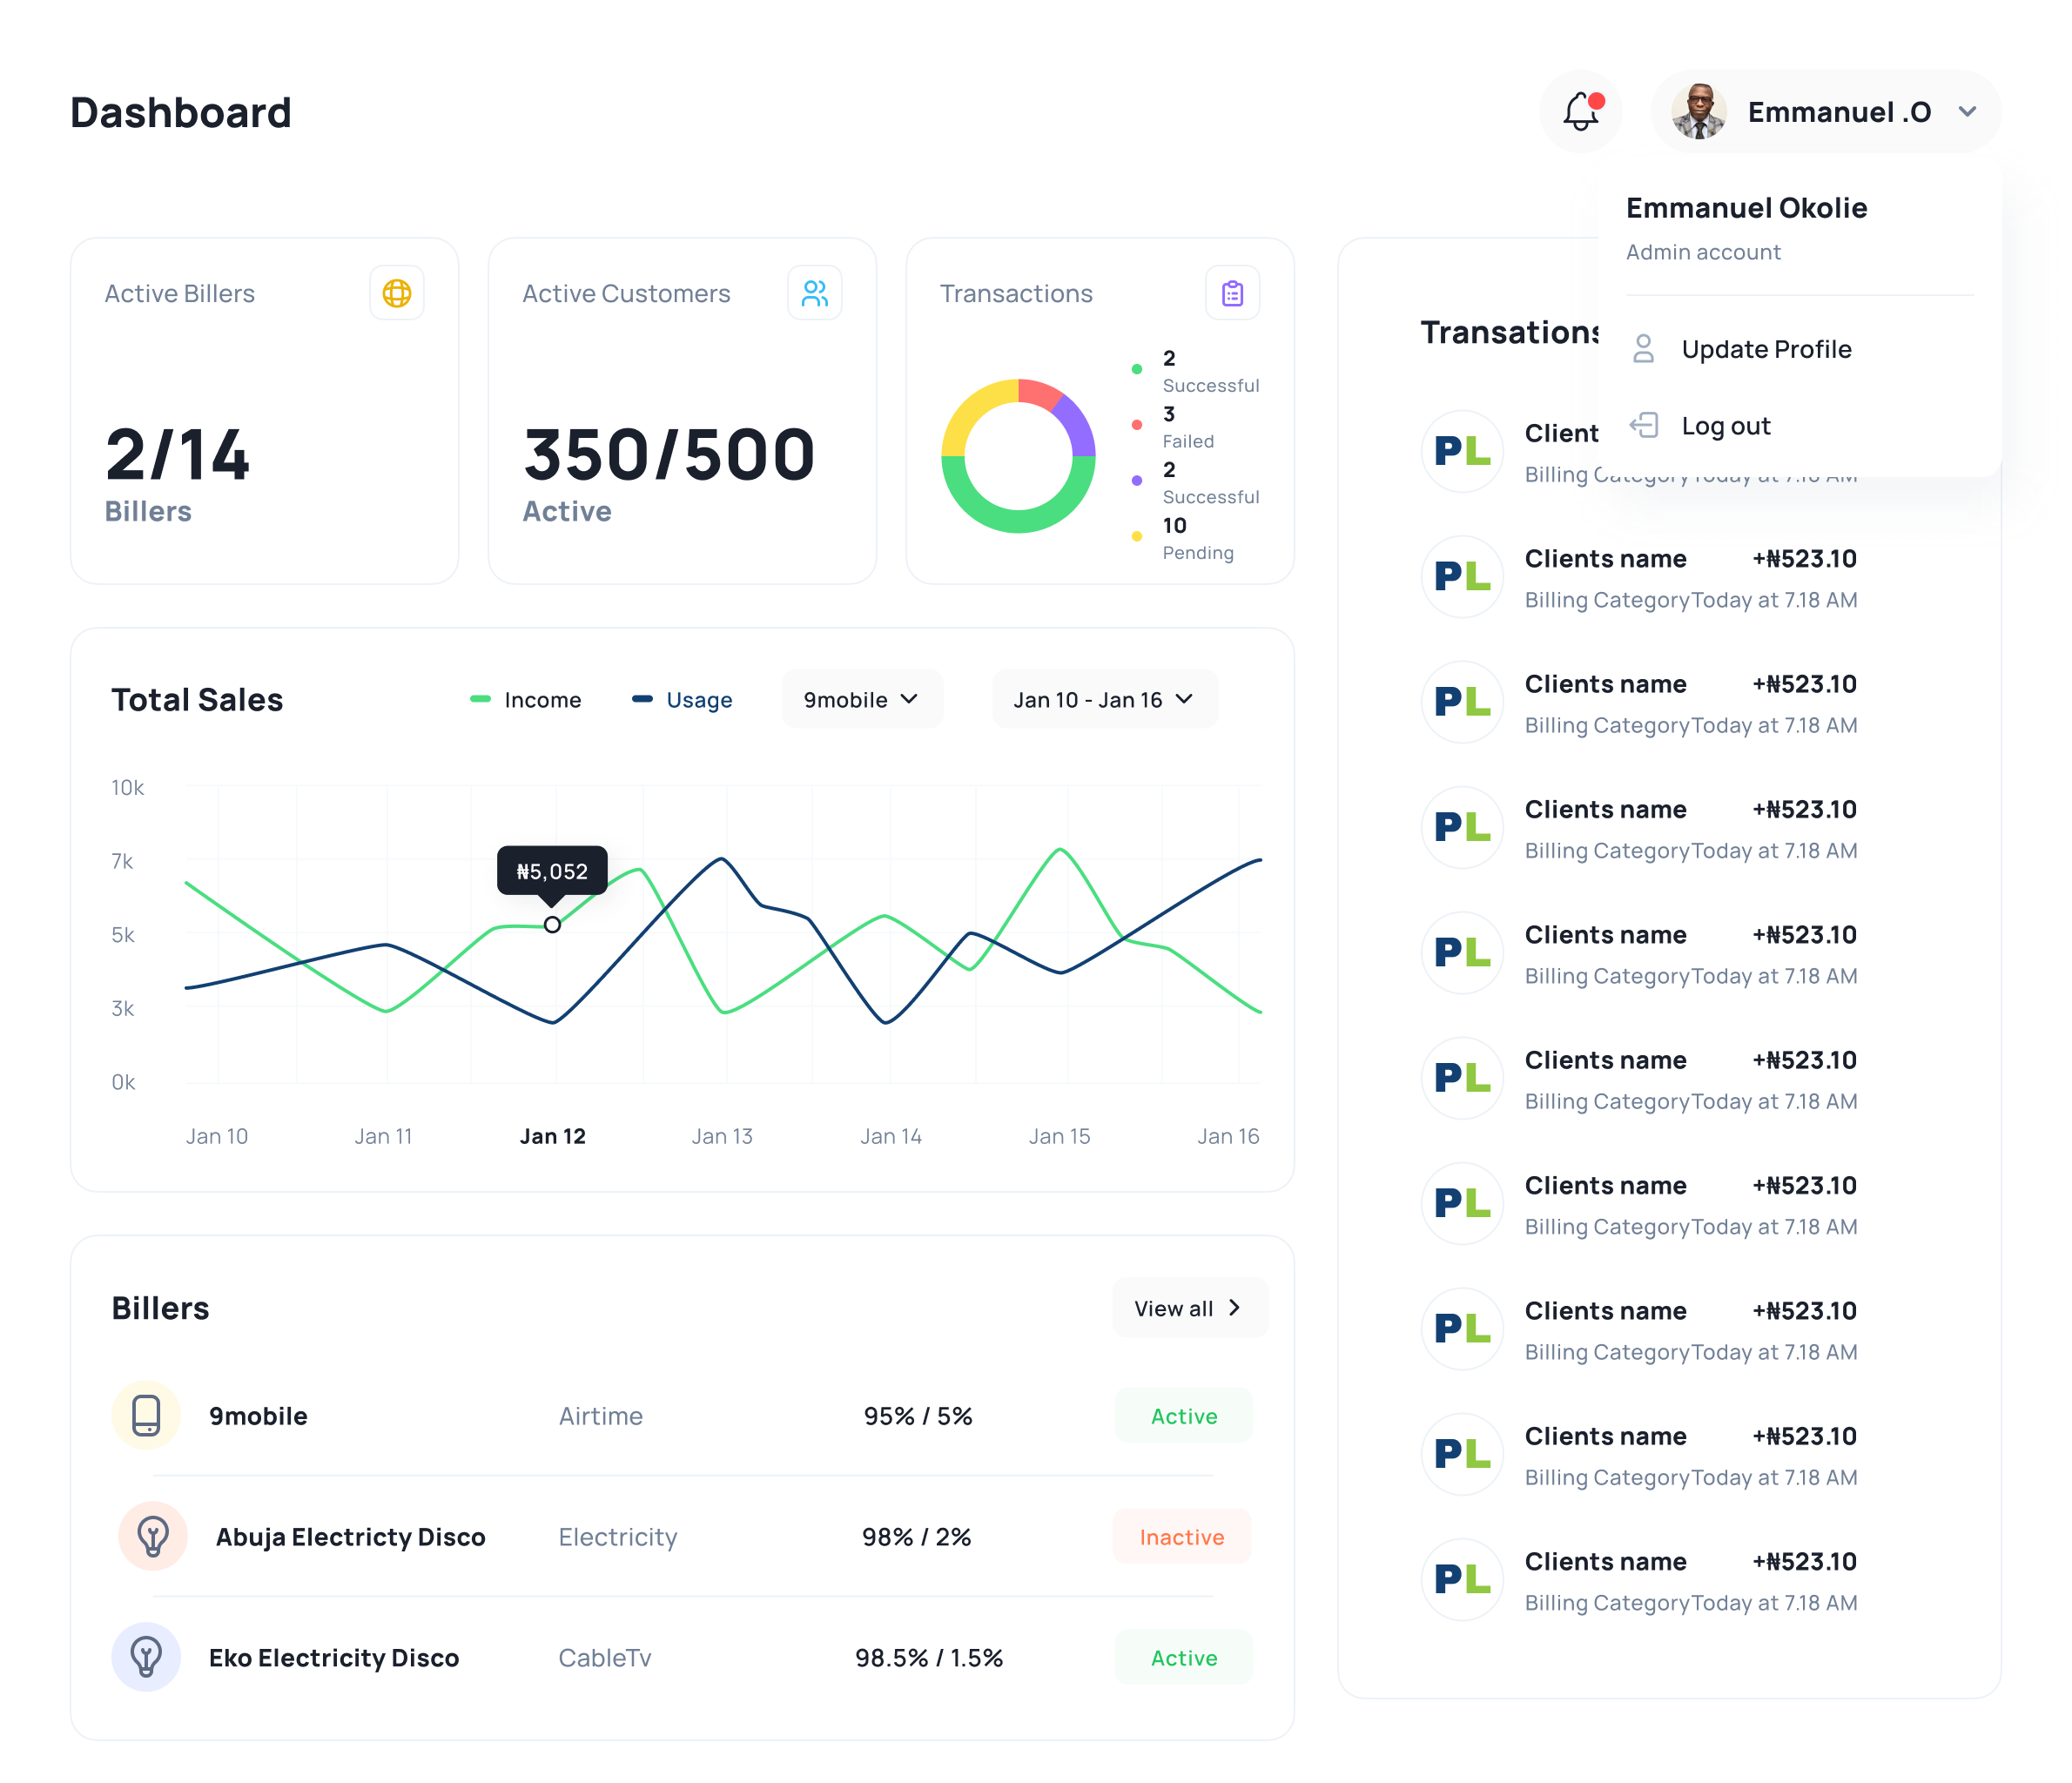 Dashboard
Emmanuel .O
Emmanuel Okolie
Admin account
Update Profile
Log out
Active Billers
2/14
Billers
Active Customers
350/500
Active
Transactions
2
Successful
3
Failed
2
Successful
10
Pending
Total Sales
Income
Usage
9mobile
Jan 10 - Jan 16
10k
7k
5k
3k
0k
₦5,052
Jan 10
Jan 11
Jan 12
Jan 13
Jan 14
Jan 15
Jan 16
Billers
View all
9mobile Airtime 95% / 5% Active
Abuja Electricty Disco Electricity 98% / 2% Inactive
Eko Electricity Disco CableTv 98.5% / 1.5% Active
Transations
PL
Client
Billing Category Today at 7.18 AM
PL
Clients name +₦523.10
Billing Category Today at 7.18 AM
PL
Clients name +₦523.10
Billing Category Today at 7.18 AM
PL
Clients name +₦523.10
Billing Category Today at 7.18 AM
PL
Clients name +₦523.10
Billing Category Today at 7.18 AM
PL
Clients name +₦523.10
Billing Category Today at 7.18 AM
PL
Clients name +₦523.10
Billing Category Today at 7.18 AM
PL
Clients name +₦523.10
Billing Category Today at 7.18 AM
PL
Clients name +₦523.10
Billing Category Today at 7.18 AM
PL
Clients name +₦523.10
Billing Category Today at 7.18 AM